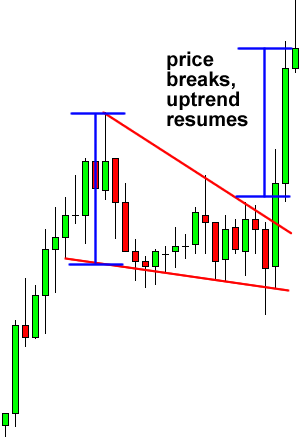 price
breaks,
uptrend
resumes